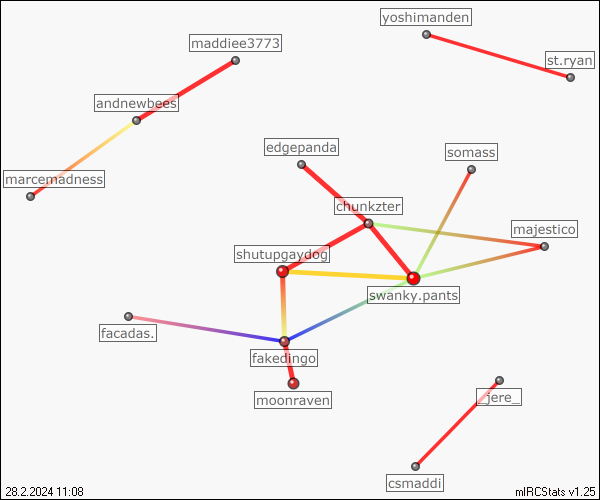 yoshimanden
maddiee3773
st.ryan
andnewbees
edgepanda
somass
marcemadness
chunkzter
majestico
shutupgaydog
swanky.pants
facadas.
fakedingo
_jere_
moonraven
csmaddi
28.2.2024 11:08
mIRCStats v1.25